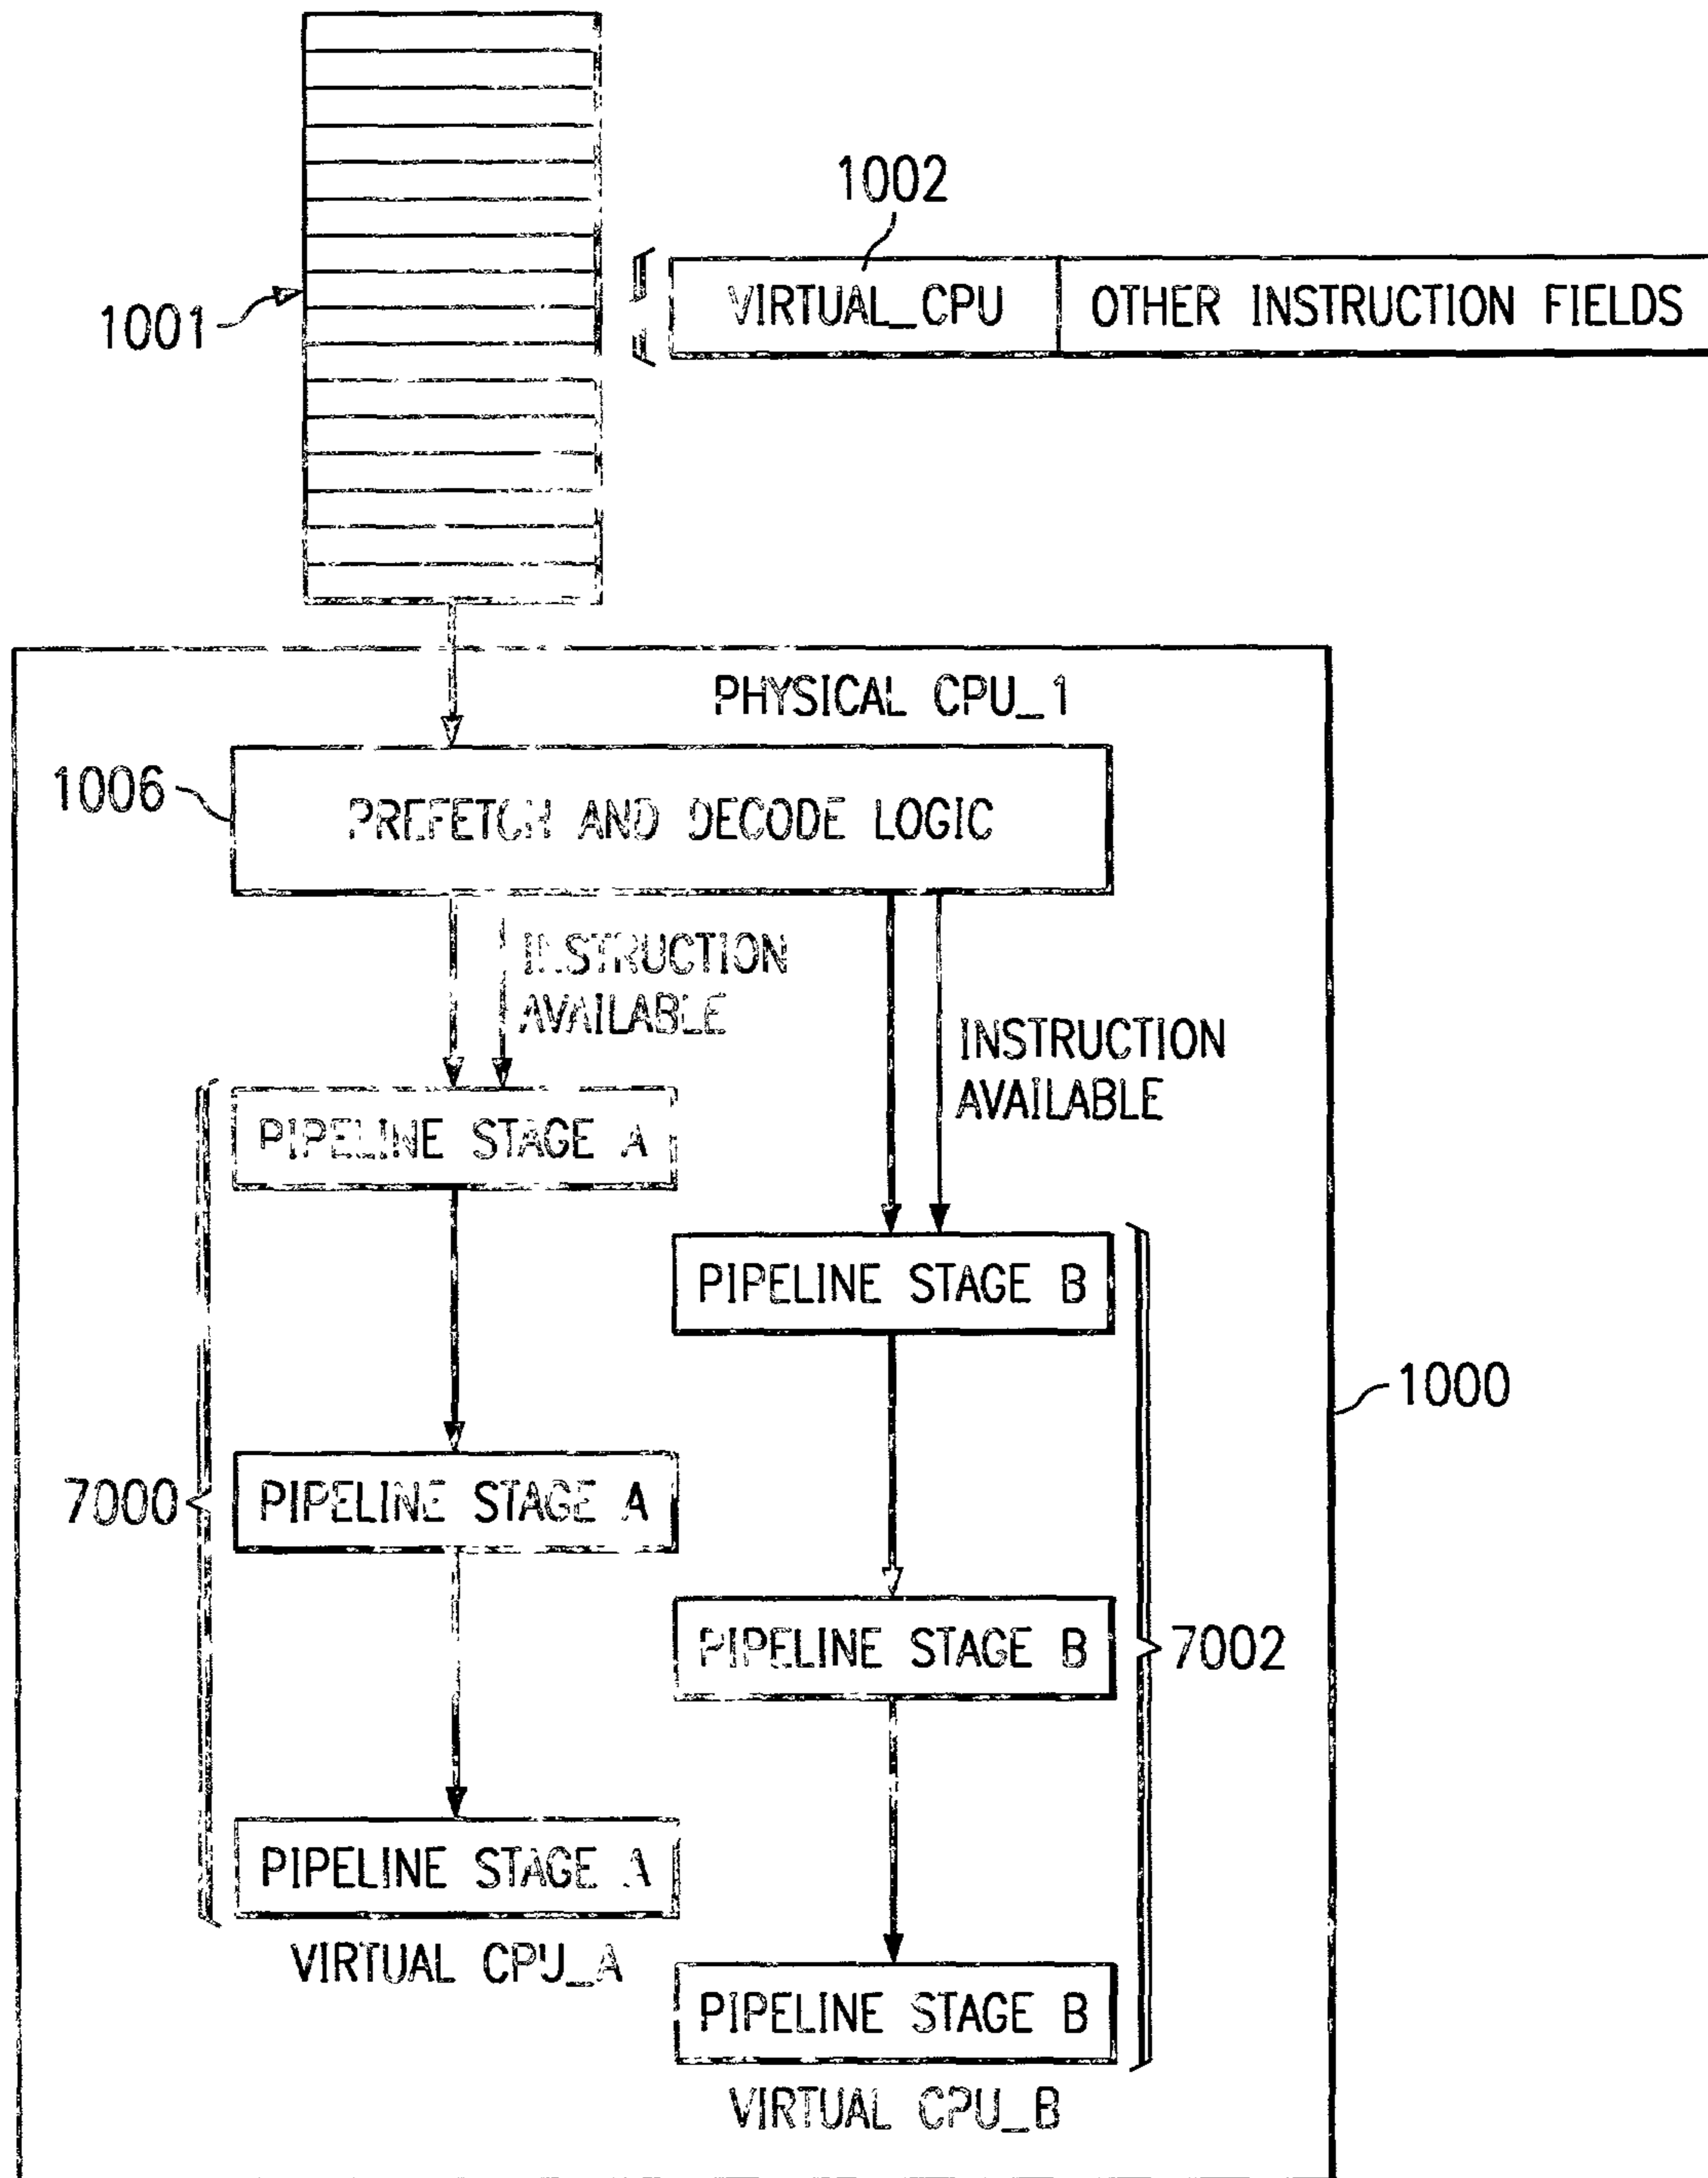 1002
VIRTUAL_CPU OTHER INSTRUCTION FIELDS
1001
PHYSICAL CPU_1
1006
PREFETCH AND DECODE LOGIC
INSTRUCTION
AVAILABLE
INSTRUCTION
AVAILABLE
PIPELINE STAGE A
PIPELINE STAGE B
1000
7000
PIPELINE STAGE A
PIPELINE STAGE B
7002
PIPELINE STAGE A
VIRTUAL CPU_A
PIPELINE STAGE B
VIRTUAL CPU_B